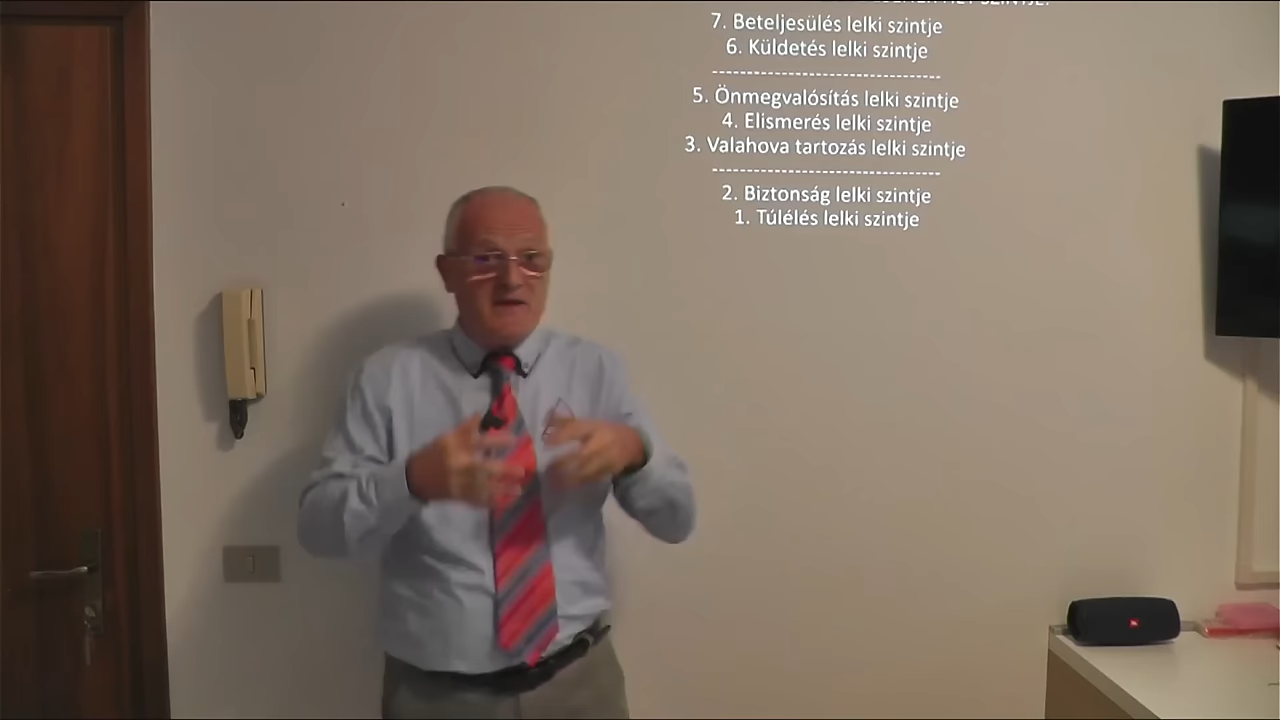 7. Beteljesülés lelki szintje
6. Küldetés lelki szintje
---------------------------------
5. Önmegvalósítás lelki szintje
4. Elismerés lelki szintje
3. Valahova tartozás lelki szintje
---------------------------------
2. Biztonság lelki szintje
1. Túlélés lelki szintje